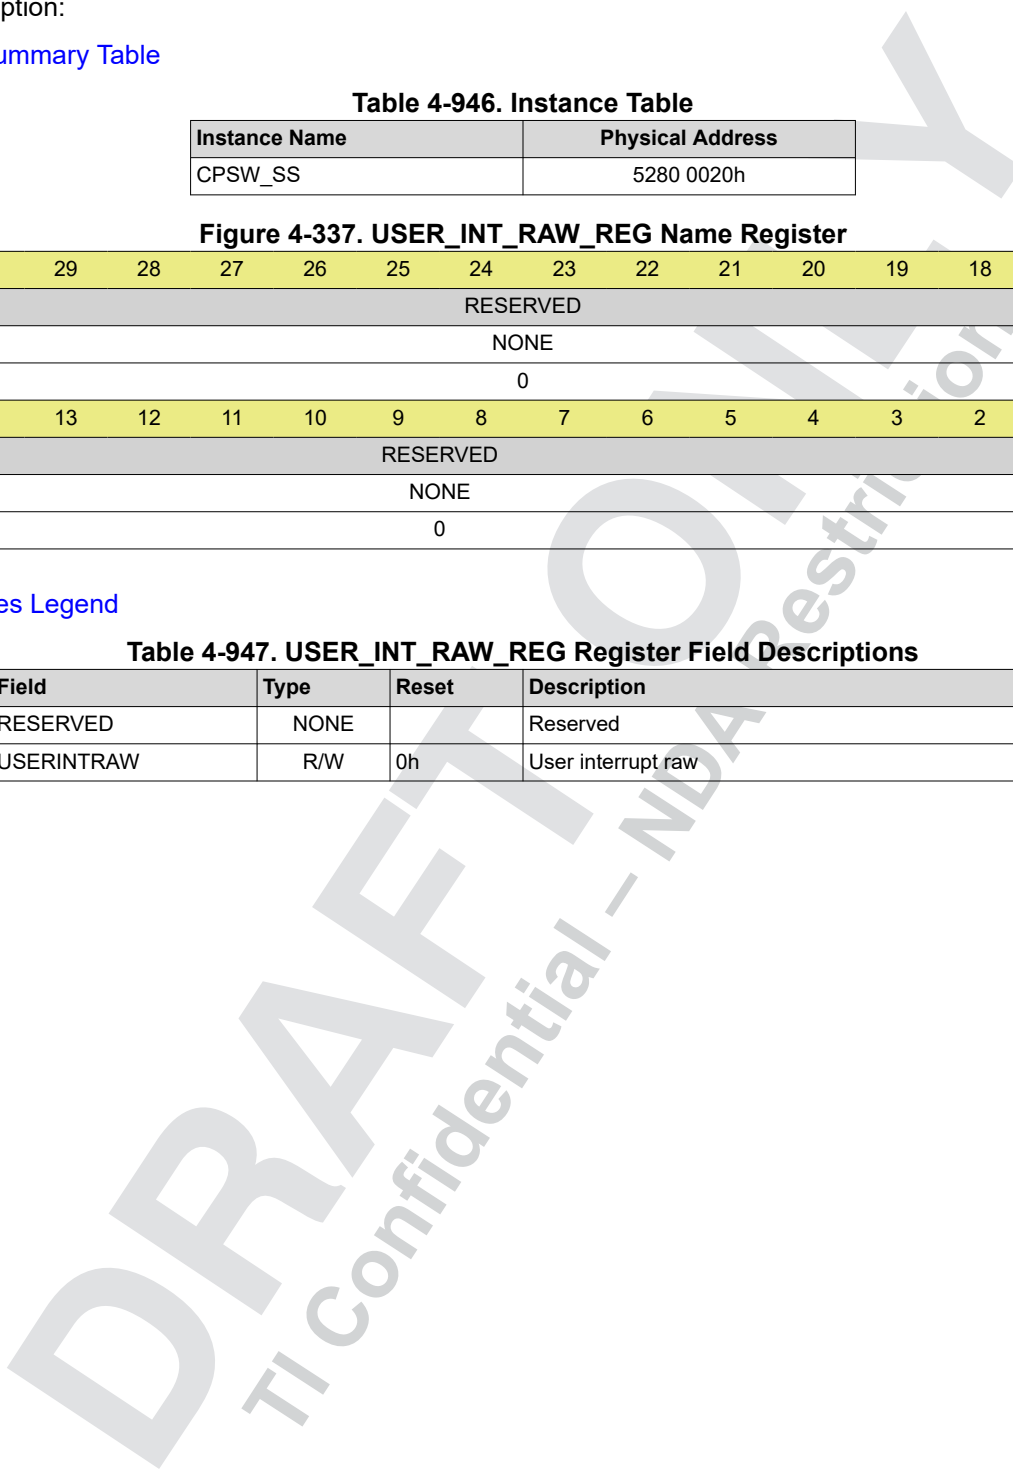 ption:
ummary Table
Table 4-946. Instance Table
Instance Name Physical Address
CPSW_SS 5280 0020h
Figure 4-337. USER_INT_RAW_REG Name Register
29 28 27 26 25 24 23 22 21 20 19 18
RESERVED
NONE
0
13 12 11 10 9 8 7 6 5 4 3 2
RESERVED
NONE
0
es Legend
Table 4-947. USER_INT_RAW_REG Register Field Descriptions
Field Type Reset Description
RESERVED NONE Reserved
USERINTRAW R/W 0h User interrupt raw
DRAFT ONLY
TI Confidential – NDA Restriction